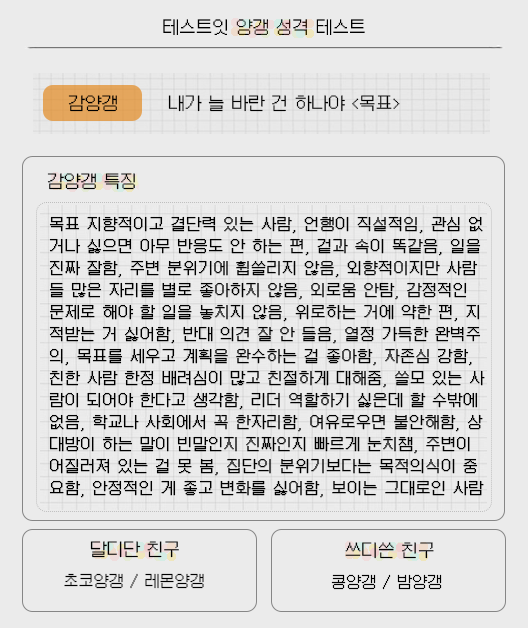 테스트잇 양갱 성격 테스트
감양갱 내가 늘 바란 건 하나야 <목표>
감양갱 특징
목표 지향적이고 결단력 있는 사람, 언행이 직설적임, 관심 없
거나 싫으면 아무 반응도 안 하는 편, 겉과 속이 똑같음, 일을
진짜 잘함, 주변 분위기에 휩쓸리지 않음, 외향적이지만 사람
들 많은 자리를 별로 좋아하지 않음, 외로움 안탐, 감정적인
문제로 해야 할 일을 놓치지 않음, 위로하는 거에 약한 편, 지
적받는 거 싫어함, 반대 의견 잘 안 들음, 열정 가득한 완벽주
의, 목표를 세우고 계획을 완수하는 걸 좋아함, 자존심 강함,
친한 사람 한정 배려심이 많고 친절하게 대해줌, 쓸모 있는 사
람이 되어야 한다고 생각함, 리더 역할하기 싫은데 할 수밖에
없음, 학교나 사회에서 꼭 한자리함, 여유로우면 불안해함, 상
대방이 하는 말이 빈말인지 진짜인지 빠르게 눈치챔, 주변이
어질러져 있는 걸 못 봄, 집단의 분위기보다는 목적의식이 중
요함, 안정적인 게 좋고 변화를 싫어함, 보이는 그대로인 사람
달디단 친구
초코양갱 / 레몬양갱
쓰디쓴 친구
콩양갱 / 밤양갱